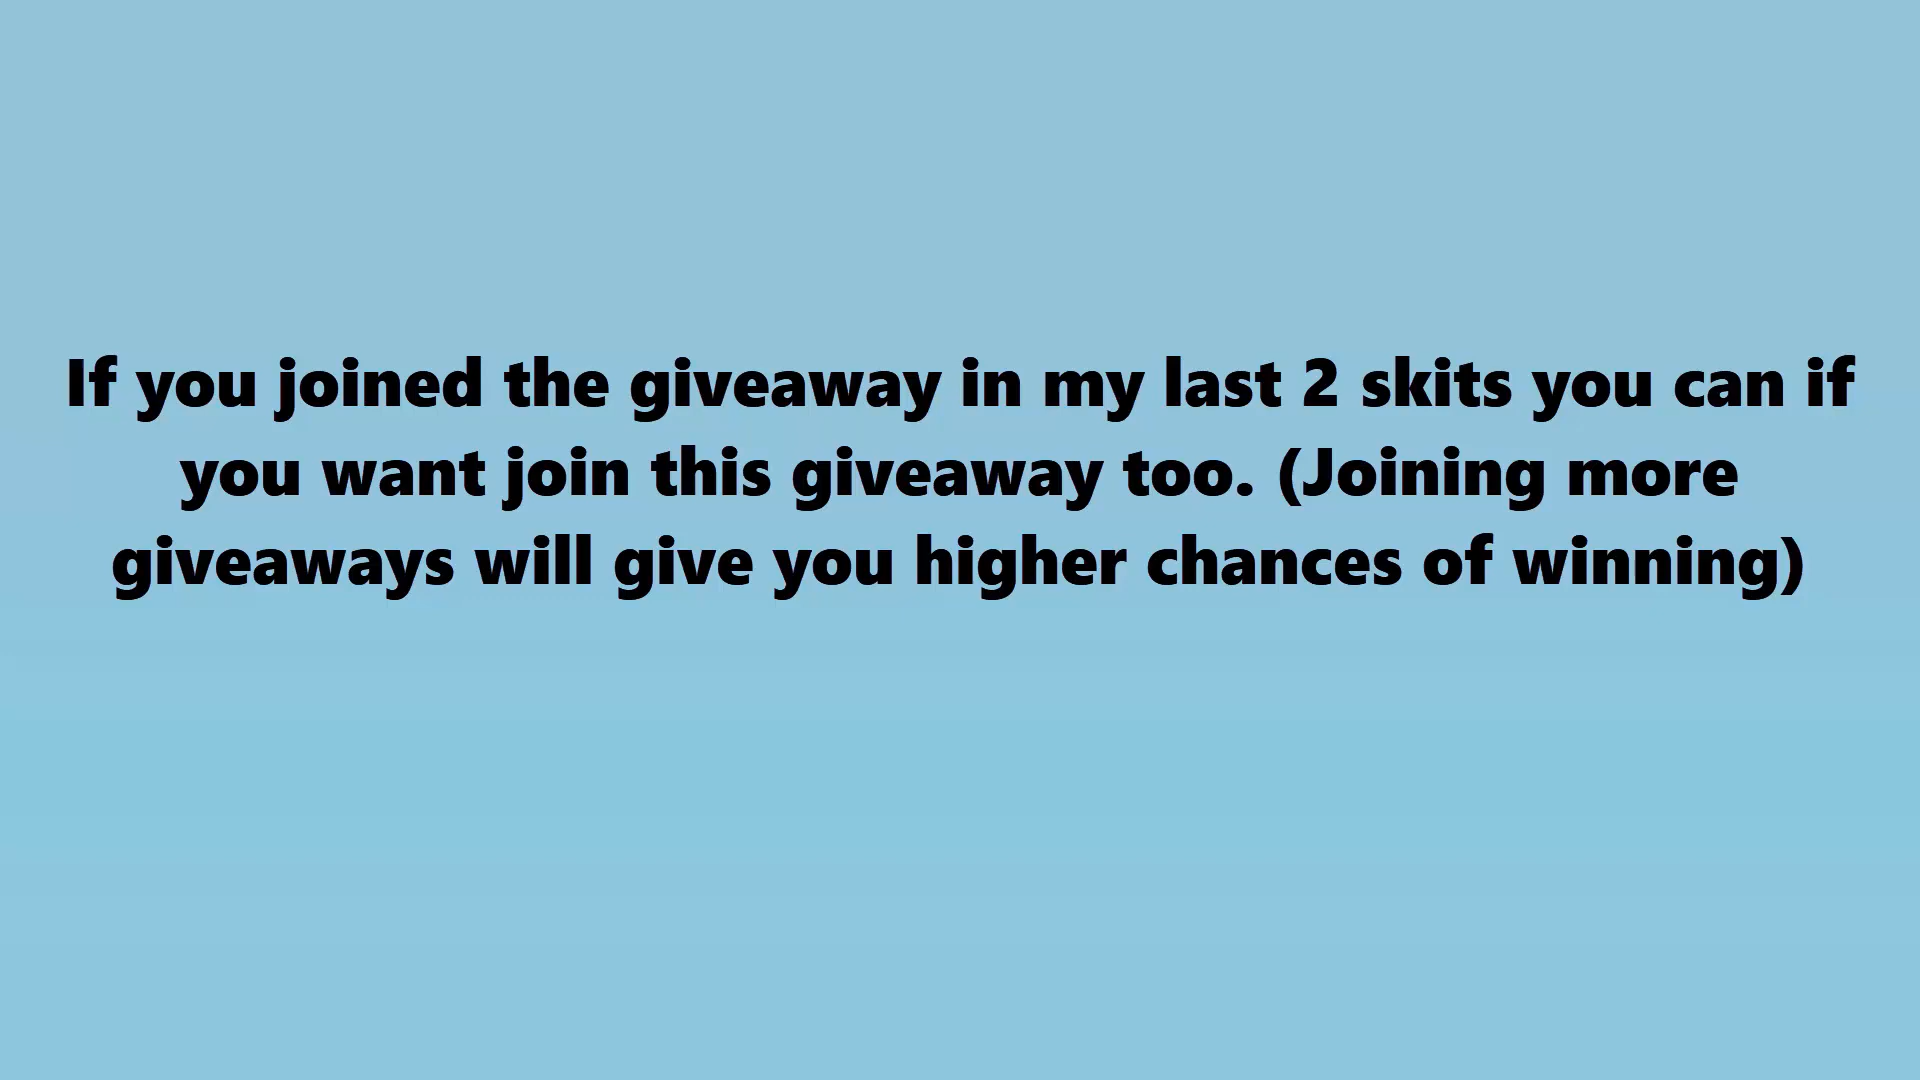 If you joined the giveaway in my last 2 skits you can if
you want join this giveaway too. (Joining more
giveaways will give you higher chances of winning)